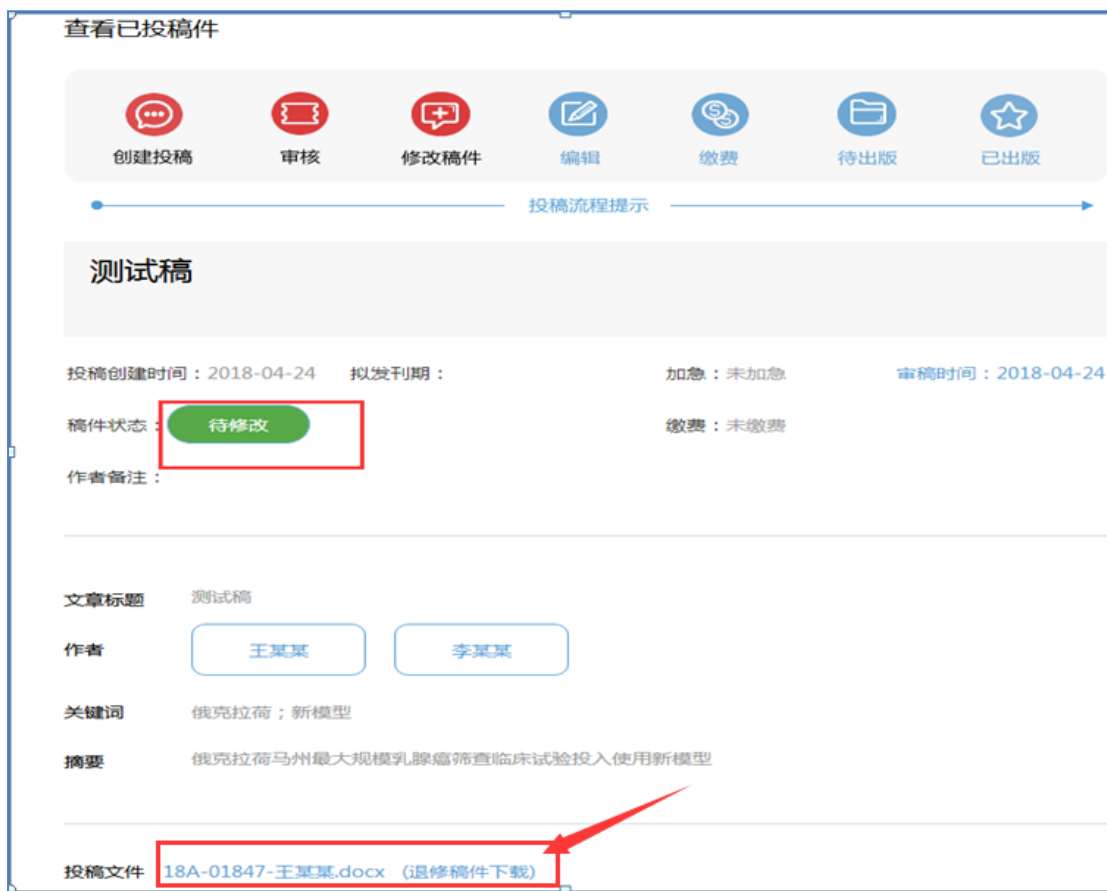 查看已投稿件
创建投稿 审核 修改稿件 编辑 缴费 待出版 已出版
投稿流程提示
测试稿
投稿创建时间：2018-04-24 拟发刊期： 加急：未加急 审稿时间：2018-04-24
稿件状态： 待修改 缴费：未缴费
作者备注：
文章标题 测试稿
作者 王某某 李某某
关键词 俄克拉荷；新模型
摘要 俄克拉荷马州最大规模乳腺癌筛查临床试验投入使用新模型
投稿文件 18A-01847-王某某.docx （退修稿件下载）